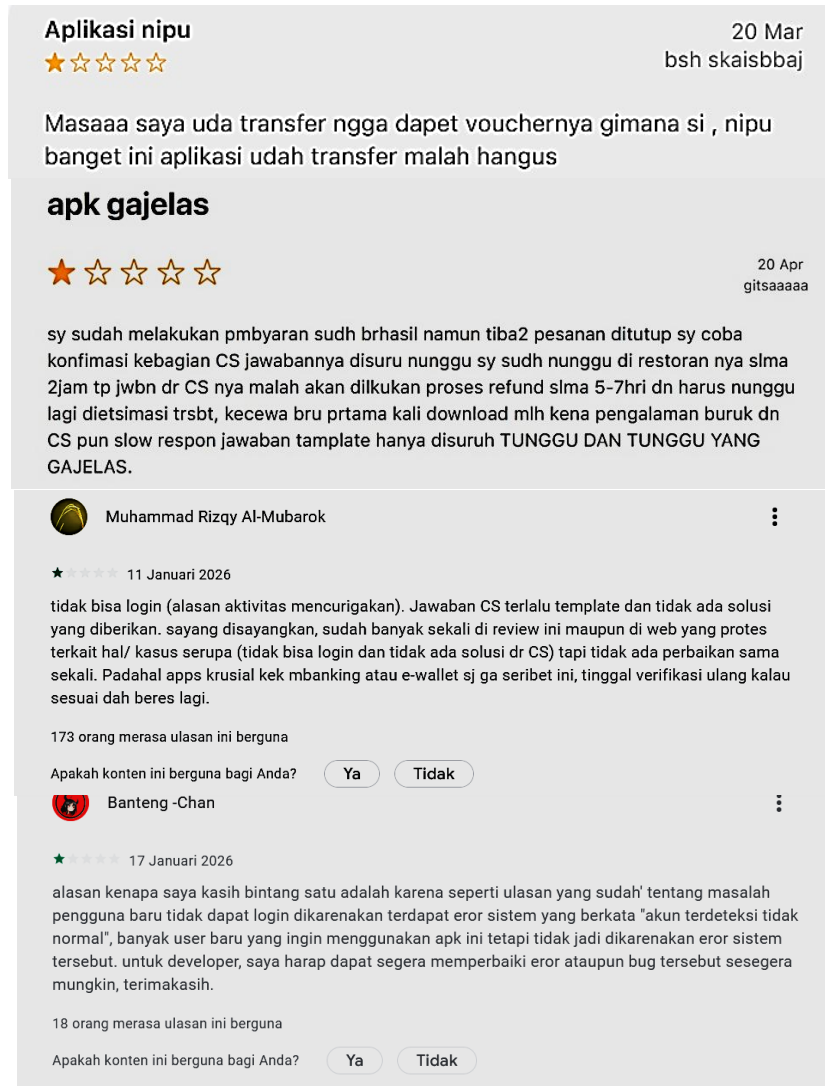 Aplikasi nipu
20 Mar
bsh skaisbbaj
Masaaa saya uda transfer ngga dapet vouchernya gimana si , nipu
banget ini aplikasi udah transfer malah hangus
apk gajelas
20 Apr
gitsaaaaa
sy sudah melakukan pmbyaran sudh brhasil namun tiba2 pesanan ditutup sy coba
konfimasi kebagian CS jawabannya disuru nunggu sy sudh nunggu di restoran nya slma
2jam tp jwbn dr CS nya malah akan dilkukan proses refund slma 5-7hri dn harus nunggu
lagi dietsimasi trsbt, kecewa bru prtama kali download mlh kena pengalaman buruk dn
CS pun slow respon jawaban tamplate hanya disuruh TUNGGU DAN TUNGGU YANG
GAJELAS.
Muhammad Rizqy Al-Mubarok
11 Januari 2026
tidak bisa login (alasan aktivitas mencurigakan). Jawaban CS terlalu template dan tidak ada solusi
yang diberikan. sayang disayangkan, sudah banyak sekali di review ini maupun di web yang protes
terkait hal/ kasus serupa (tidak bisa login dan tidak ada solusi dr CS) tapi tidak ada perbaikan sama
sekali. Padahal apps krusial kek mbanking atau e-wallet sj ga seribet ini, tinggal verifikasi ulang kalau
sesuai dah beres lagi.
173 orang merasa ulasan ini berguna
Apakah konten ini berguna bagi Anda? Ya Tidak
Banteng -Chan
17 Januari 2026
alasan kenapa saya kasih bintang satu adalah karena seperti ulasan yang sudah' tentang masalah
pengguna baru tidak dapat login dikarenakan terdapat eror sistem yang berkata "akun terdeteksi tidak
normal", banyak user baru yang ingin menggunakan apk ini tetapi tidak jadi dikarenakan eror sistem
tersebut. untuk developer, saya harap dapat segera memperbaiki eror ataupun bug tersebut sesegera
mungkin, terimakasih.
18 orang merasa ulasan ini berguna
Apakah konten ini berguna bagi Anda? Ya Tidak